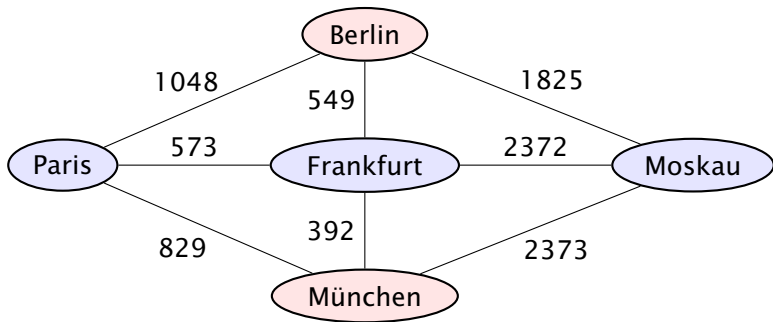 Berlin
1048
1825
549
Paris
573
Frankfurt
2372
Moskau
829
392
2373
München